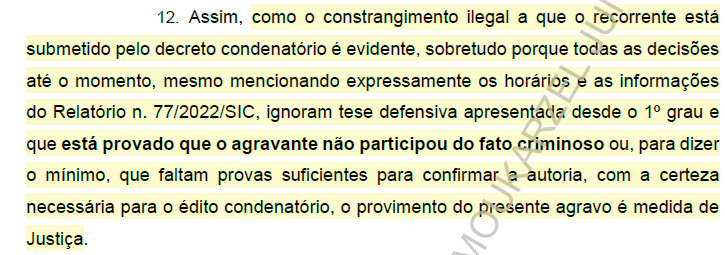 12. Assim, como o constrangimento ilegal a que o recorrente está
submetido pelo decreto condenatório é evidente, sobretudo porque todas as decisões
até o momento, mesmo mencionando expressamente os horários e as informações
do Relatório n. 77/2022/SIC, ignoram tese defensiva apresentada desde o 1º grau e
que está provado que o agravante não participou do fato criminoso ou, para dizer
o mínimo, que faltam provas suficientes para confirmar a autoria, com a certeza
necessária para o édito condenatório, o provimento do presente agravo é medida de
Justiça.
MOUKARZEL